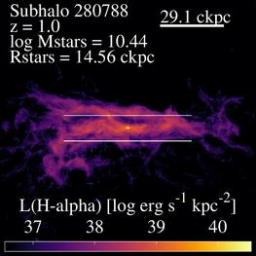 Subhalo 280788
29.1 ckpc
z = 1.0
log Mstars = 10.44
Rstars = 14.56 ckpc
L(H-alpha) [log erg s⁻¹ kpc⁻²]
37 38 39 40